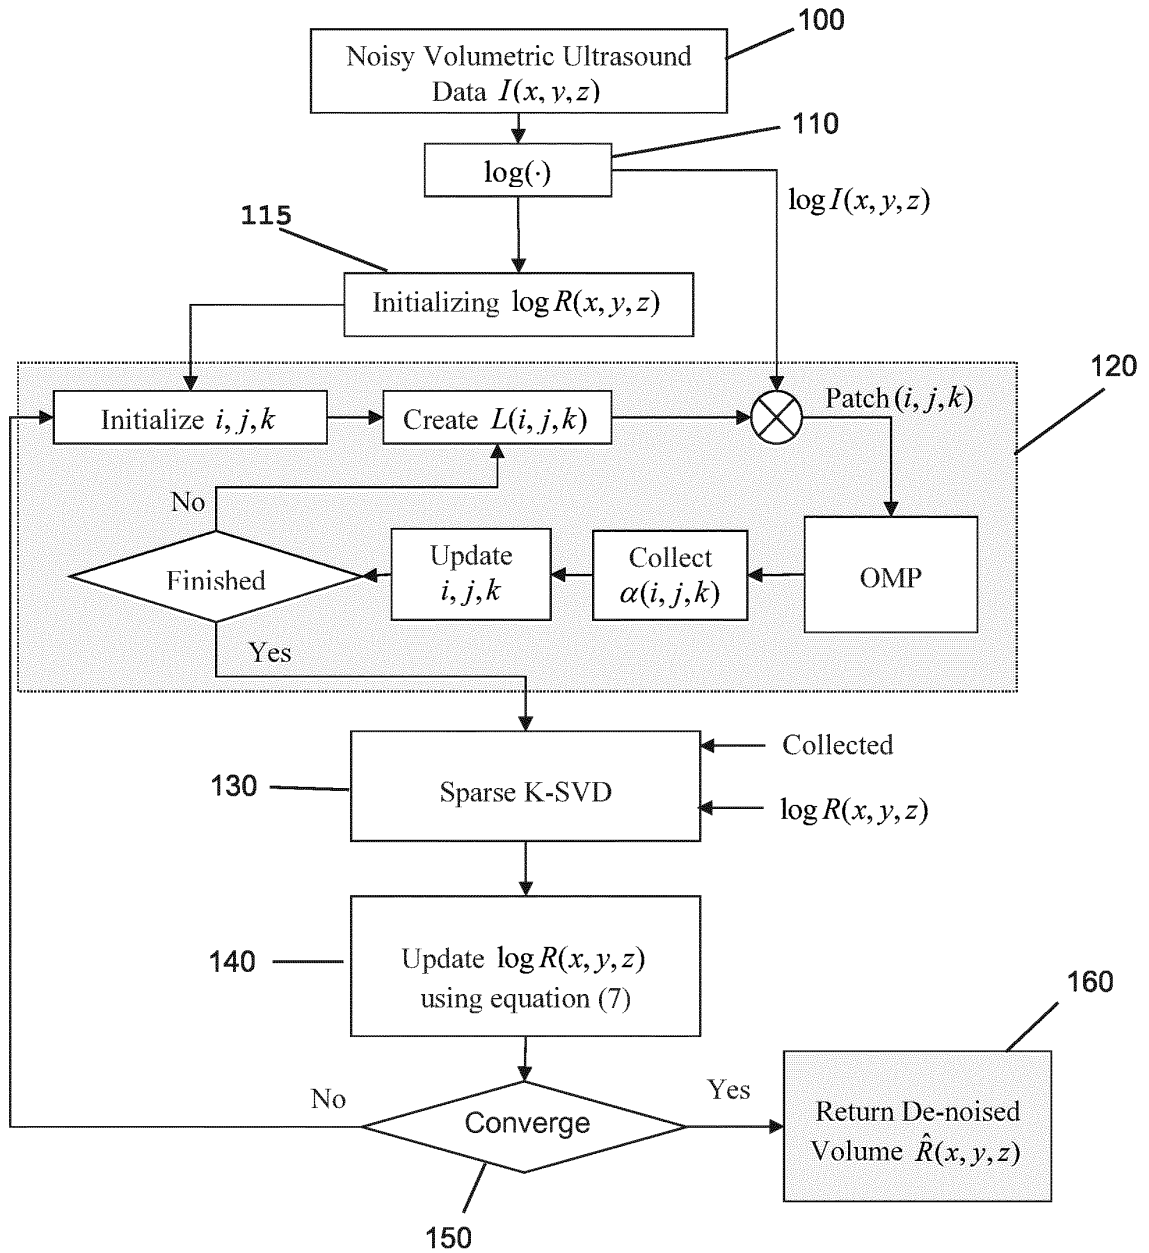 100
Noisy Volumetric Ultrasound
Data I(x, y, z)
110
log(·)
log I(x, y, z)
115
Initializing log R(x, y, z)
120
Initialize i, j, k
Create L(i, j, k)
Patch (i, j, k)
No
Finished
Update
i, j, k
Collect
α(i, j, k)
OMP
Yes
130
Sparse K-SVD
Collected
log R(x, y, z)
140
Update log R(x, y, z)
using equation (7)
160
No
Converge
Yes
Return De-noised
Volume R̂(x, y, z)
150